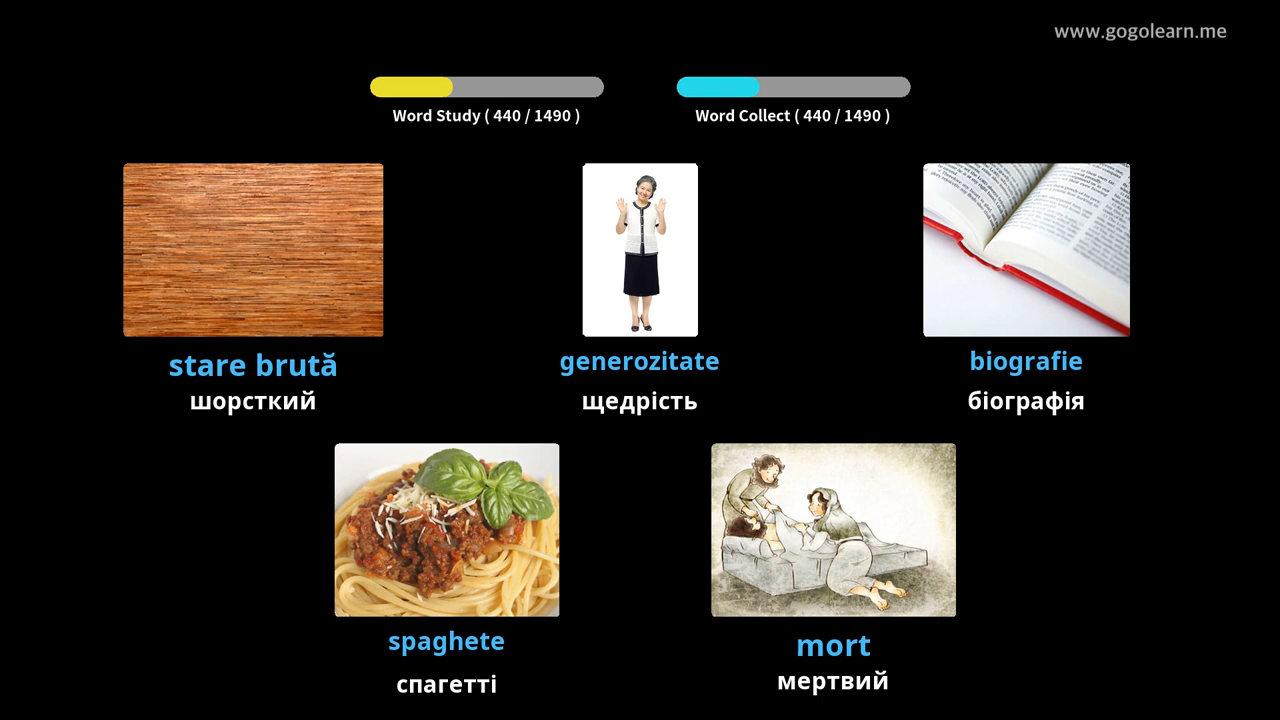 www.gogolearn.me
Word Study ( 440 / 1490 )
Word Collect ( 440 / 1490 )
stare brută
шорсткий
generozitate
щедрість
biografie
біографія
spaghete
спагетті
mort
мертвий